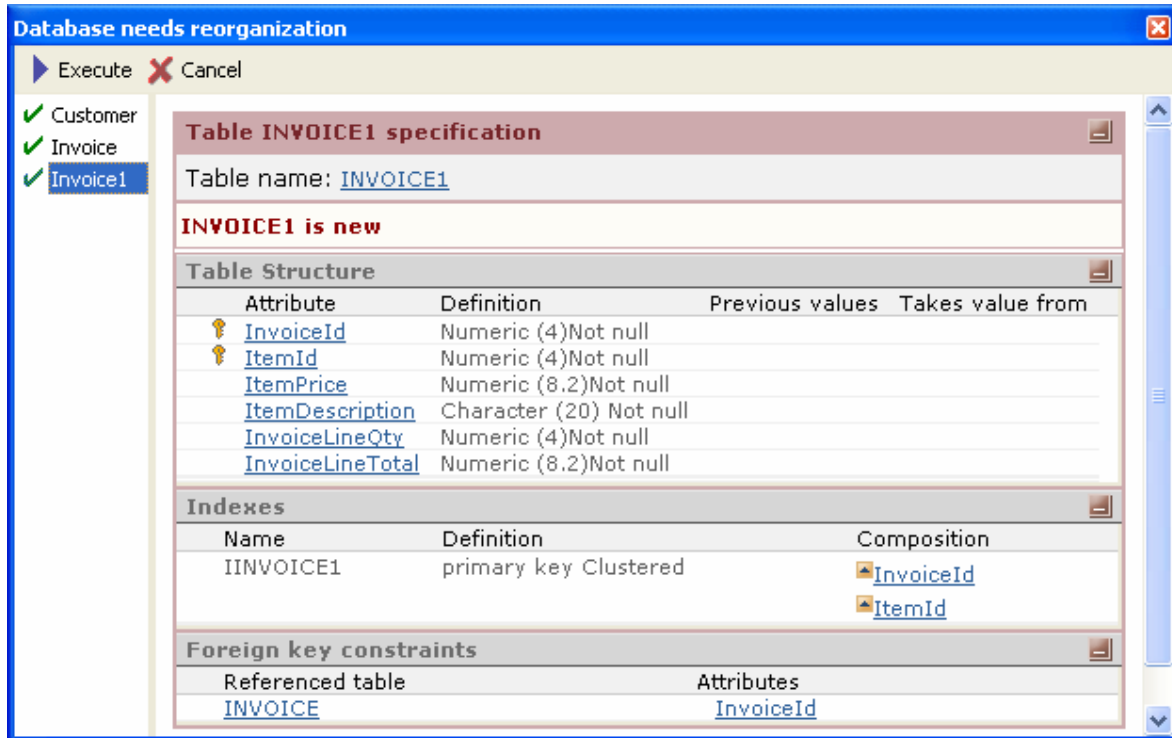 Database needs reorganization
Execute Cancel
Customer
Invoice
Invoice1
Table INVOICE1 specification
Table name: INVOICE1
INVOICE1 is new
Table Structure
Attribute Definition Previous values Takes value from
InvoiceId Numeric (4)Not null
ItemId Numeric (4)Not null
ItemPrice Numeric (8.2)Not null
ItemDescription Character (20) Not null
InvoiceLineQty Numeric (4)Not null
InvoiceLineTotal Numeric (8.2)Not null
Indexes
Name Definition Composition
IINVOICE1 primary key Clustered InvoiceId
ItemId
Foreign key constraints
Referenced table Attributes
INVOICE InvoiceId